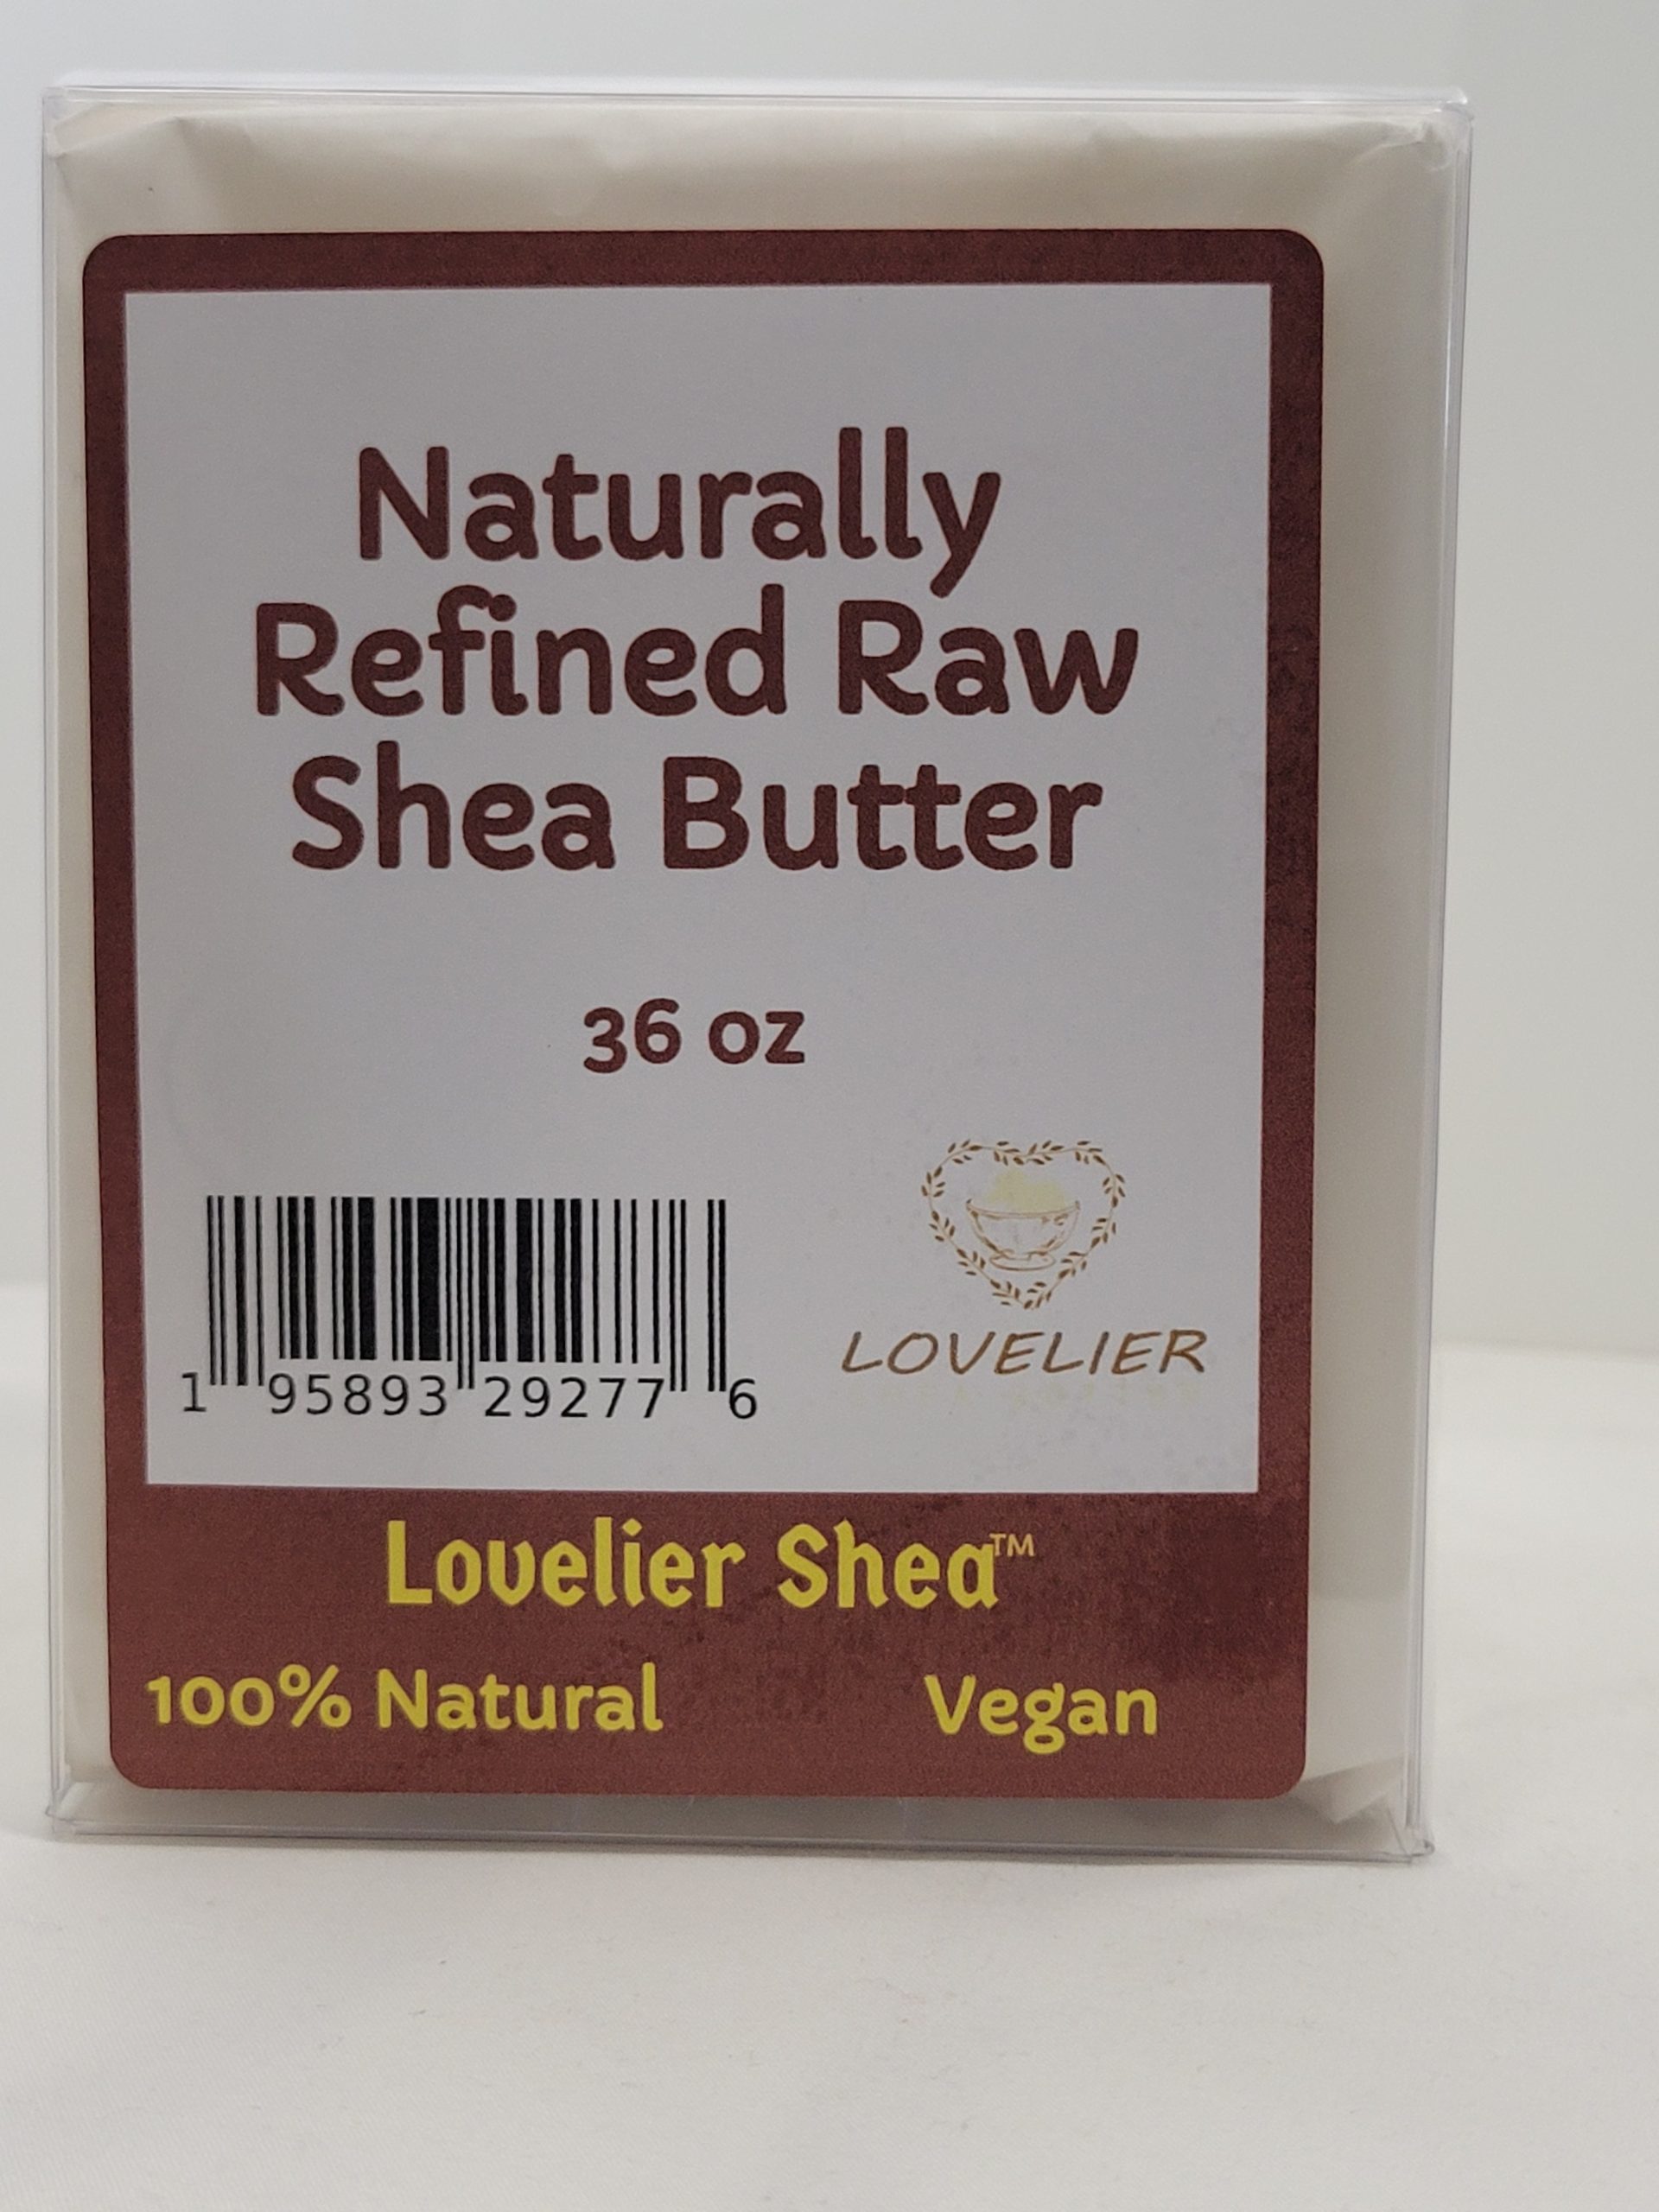 Naturally
Refined Raw
Shea Butter
36 oz
1 95893 29277 6
LOVELIER
Lovelier Shea™
100% Natural Vegan